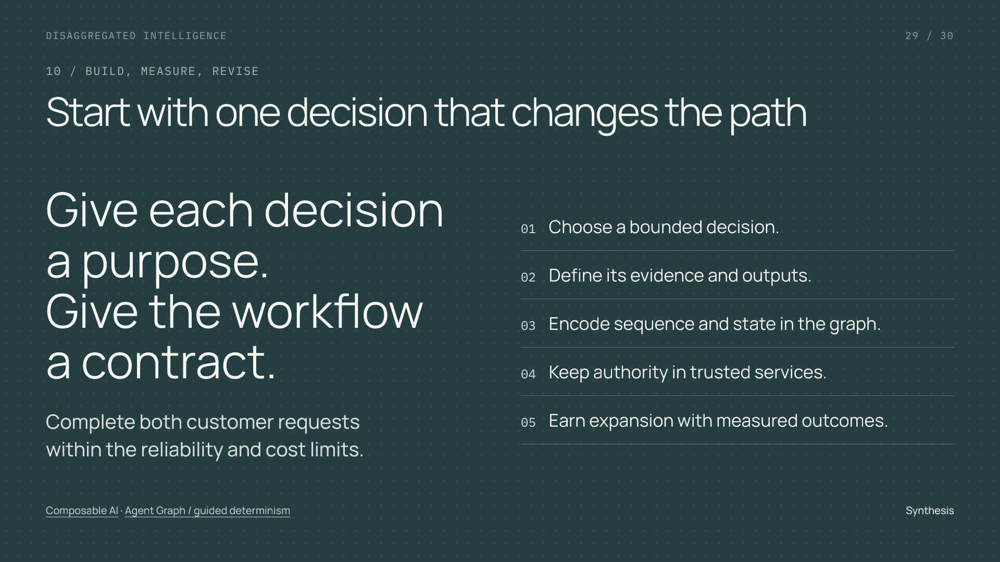 DISAGGREGATED INTELLIGENCE
29 / 30
10 / BUILD, MEASURE, REVISE
Start with one decision that changes the path
Give each decision
a purpose.
Give the workflow
a contract.
Complete both customer requests
within the reliability and cost limits.
01 Choose a bounded decision.
02 Define its evidence and outputs.
03 Encode sequence and state in the graph.
04 Keep authority in trusted services.
05 Earn expansion with measured outcomes.
Composable AI · Agent Graph / guided determinism
Synthesis